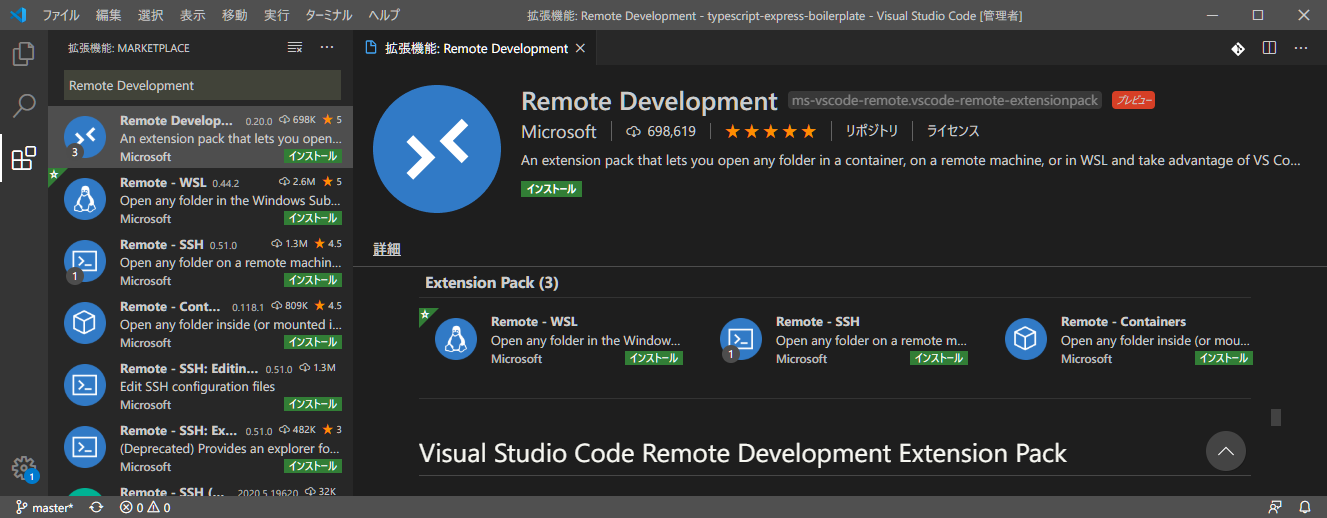 ファイル 編集 選択 表示 移動 実行 ターミナル ヘルプ 拡張機能: Remote Development - typescript-express-boilerplate - Visual Studio Code [管理者]
拡張機能: MARKETPLACE
Remote Development
Remote Develop... 0.20.0 698K 5
An extension pack that lets you open...
3
Microsoft インストール
Remote - WSL 0.44.2 2.6M 5
Open any folder in the Windows Sub...
Microsoft インストール
Remote - SSH 0.51.0 1.3M 4.5
Open any folder on a remote machin...
1
Microsoft インストール
Remote - Cont... 0.118.1 809K 4.5
Open any folder inside (or mounted i...
Microsoft インストール
Remote - SSH: Editin... 0.51.0 1.3M
Edit SSH configuration files
Microsoft インストール
Remote - SSH: Ex... 0.51.0 482K 3
(Deprecated) Provides an explorer fo...
Microsoft インストール
Remote - SSH (... 2020.5.19620 32K
拡張機能: Remote Development
Remote Development ms-vscode-remote.vscode-remote-extensionpack プレビュー
Microsoft 698,619 リポジトリ ライセンス
An extension pack that lets you open any folder in a container, on a remote machine, or in WSL and take advantage of VS Co...
インストール
詳細
Extension Pack (3)
Remote - WSL
Open any folder in the Window...
Microsoft インストール
Remote - SSH
Open any folder on a remote m...
1
Microsoft インストール
Remote - Containers
Open any folder inside (or mou...
Microsoft インストール
Visual Studio Code Remote Development Extension Pack
1
master* 0 0